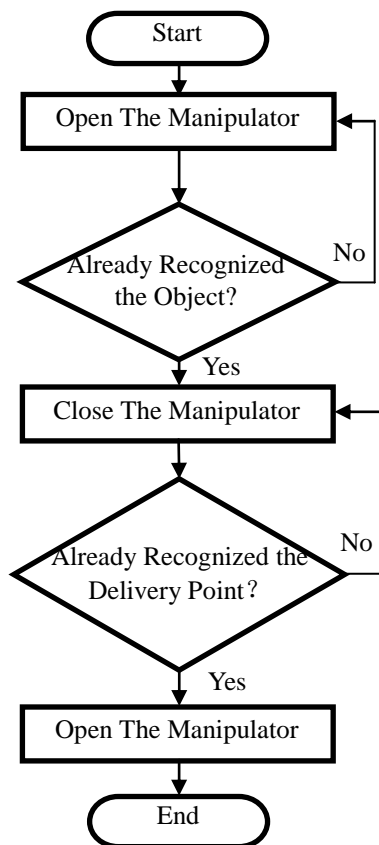 Start
Open The Manipulator
Already Recognized
the Object?
No
Yes
Close The Manipulator
Already Recognized the
Delivery Point？
No
Yes
Open The Manipulator
End